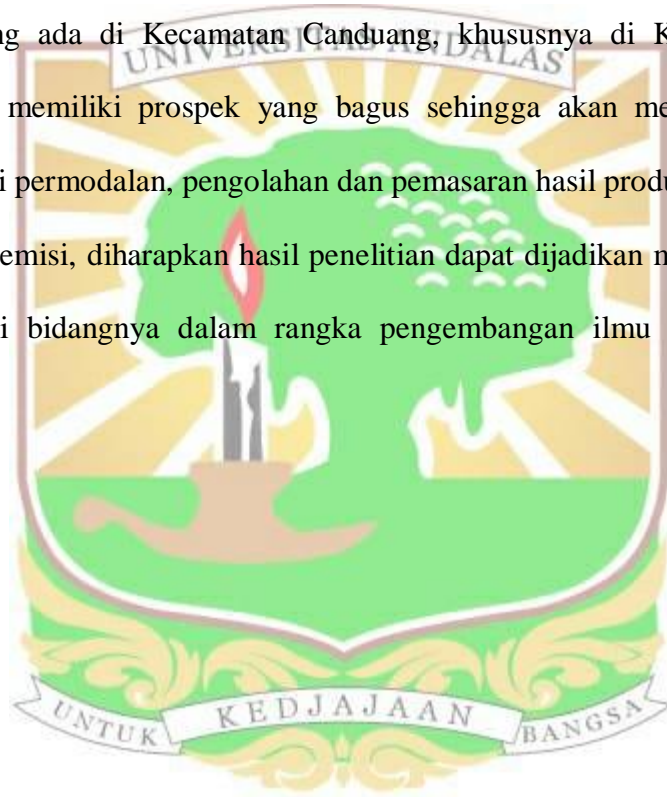 ng ada di Kecamatan Canduang, khususnya di K
UNIVERSITAS ANDALAS
memiliki prospek yang bagus sehingga akan me
i permodalan, pengolahan dan pemasaran hasil produ
emisi, diharapkan hasil penelitian dapat dijadikan
i bidangnya dalam rangka pengembangan ilmu
UNTUK KEDJAJAAN BANGSA